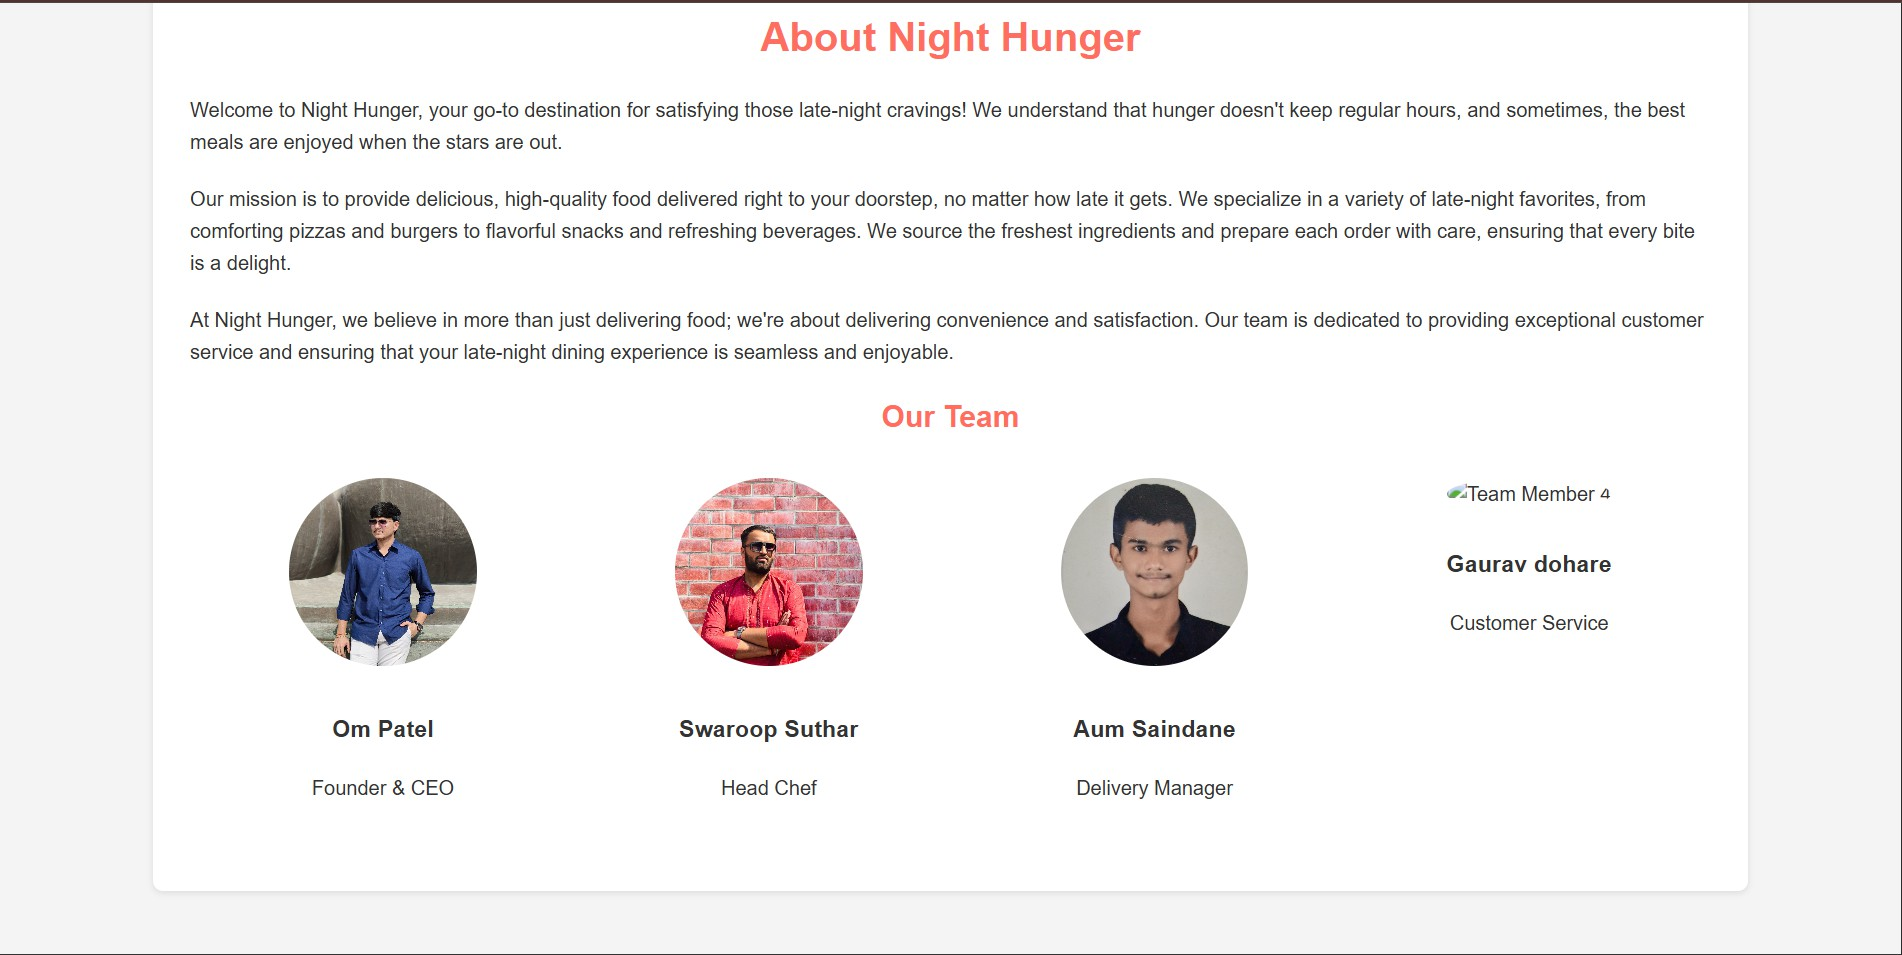 About Night Hunger
Welcome to Night Hunger, your go-to destination for satisfying those late-night cravings! We understand that hunger doesn't keep regular hours, and sometimes, the best
meals are enjoyed when the stars are out.
Our mission is to provide delicious, high-quality food delivered right to your doorstep, no matter how late it gets. We specialize in a variety of late-night favorites, from
comforting pizzas and burgers to flavorful snacks and refreshing beverages. We source the freshest ingredients and prepare each order with care, ensuring that every bite
is a delight.
At Night Hunger, we believe in more than just delivering food; we're about delivering convenience and satisfaction. Our team is dedicated to providing exceptional customer
service and ensuring that your late-night dining experience is seamless and enjoyable.
Our Team
Om Patel
Founder & CEO
Swaroop Suthar
Head Chef
Aum Saindane
Delivery Manager
Team Member 4
Gaurav dohare
Customer Service